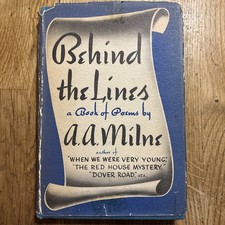 Behind
the Lines
a Book of Poems by
A.A. Milne
author of
"WHEN WE WERE VERY YOUNG,"
"THE RED HOUSE MYSTERY,"
"DOVER ROAD," etc.